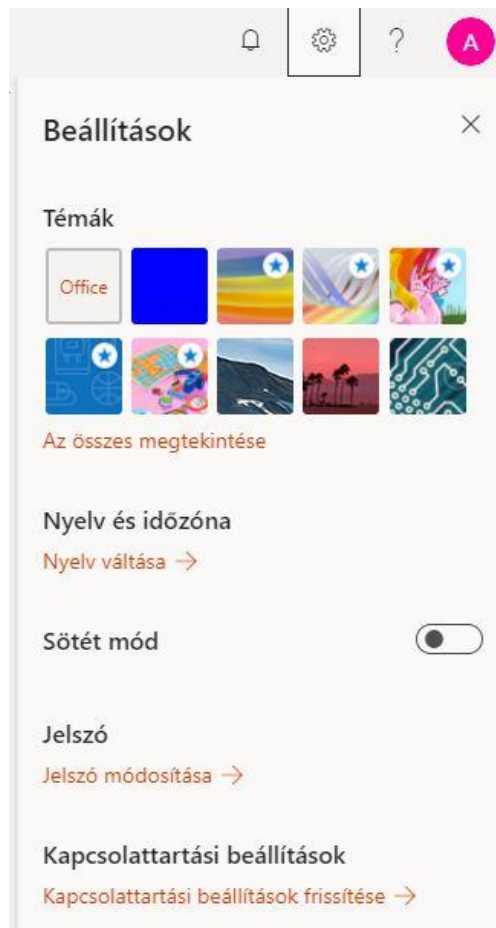 ?
A
Beállítások
Témák
Office
Az összes megtekintése
Nyelv és időzóna
Nyelv váltása →
Sötét mód
Jelszó
Jelszó módosítása →
Kapcsolattartási beállítások
Kapcsolattartási beállítások frissítése →